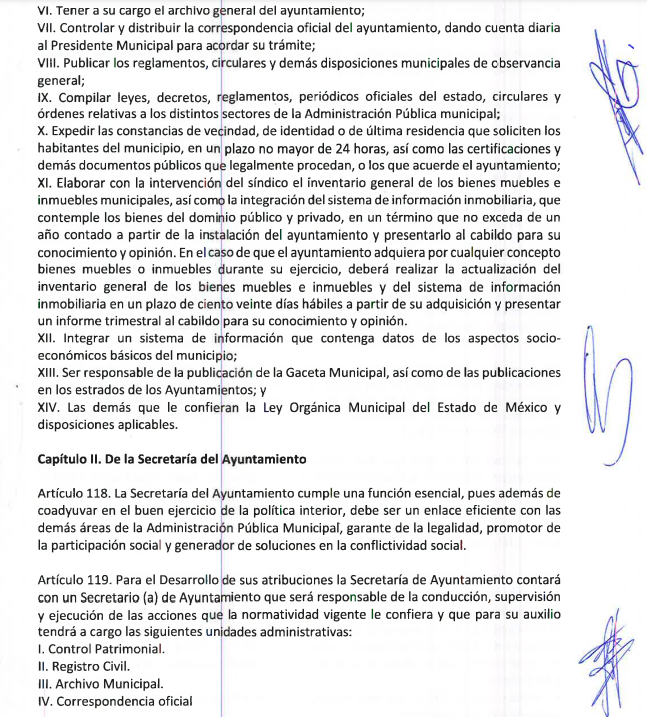 VI. Tener a su cargo el archivo general del ayuntamiento;
VII. Controlar y distribuir la correspondencia oficial del ayuntamiento, dando cuenta diaria
al Presidente Municipal para acordar su trámite;
VIII. Publicar los reglamentos, circulares y demás disposiciones municipales de observancia
general;
IX. Compilar leyes, decretos, reglamentos, periódicos oficiales del estado, circulares y
órdenes relativas a los distintos sectores de la Administración Pública municipal;
X. Expedir las constancias de vecindad, de identidad o de última residencia que soliciten los
habitantes del municipio, en un plazo no mayor de 24 horas, así como las certificaciones y
demás documentos públicos que legalmente procedan, o los que acuerde el ayuntamiento;
XI. Elaborar con la intervención del síndico el inventario general de los bienes muebles e
inmuebles municipales, así como la integración del sistema de información inmobiliaria, que
contemple los bienes del dominio público y privado, en un término que no exceda de un
año contado a partir de la instalación del ayuntamiento y presentarlo al cabildo para su
conocimiento y opinión. En el caso de que el ayuntamiento adquiera por cualquier concepto
bienes muebles o inmuebles durante su ejercicio, deberá realizar la actualización del
inventario general de los bienes muebles e inmuebles y del sistema de información
inmobiliaria en un plazo de ciento veinte días hábiles a partir de su adquisición y presentar
un informe trimestral al cabildo para su conocimiento y opinión.
XII. Integrar un sistema de información que contenga datos de los aspectos socio-
económicos básicos del municipio;
XIII. Ser responsable de la publicación de la Gaceta Municipal, así como de las publicaciones
en los estrados de los Ayuntamientos; y
XIV. Las demás que le confieran la Ley Orgánica Municipal del Estado de México y
disposiciones aplicables.
Capítulo II. De la Secretaría del Ayuntamiento
Artículo 118. La Secretaría del Ayuntamiento cumple una función esencial, pues además de
coadyuvar en el buen ejercicio de la política interior, debe ser un enlace eficiente con las
demás áreas de la Administración Pública Municipal, garante de la legalidad, promotor de
la participación social y generador de soluciones en la conflictividad social.
Artículo 119. Para el Desarrollo de sus atribuciones la Secretaría de Ayuntamiento contará
con un Secretario (a) de Ayuntamiento que será responsable de la conducción, supervisión
y ejecución de las acciones que la normatividad vigente le confiera y que para su auxilio
tendrá a cargo las siguientes unidades administrativas:
I. Control Patrimonial.
II. Registro Civil.
III. Archivo Municipal.
IV. Correspondencia oficial